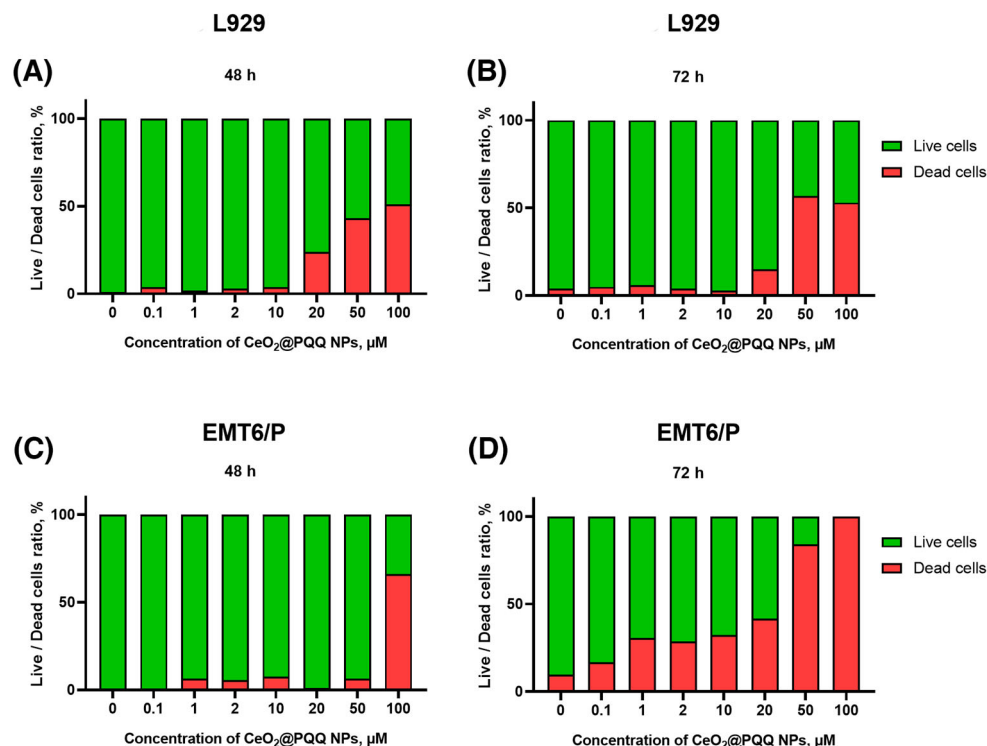 L929
(A)
48 h
Live / Dead cells ratio, %
100
50
0
0 0.1 1 2 10 20 50 100
Concentration of CeO₂@PQQ NPs, μM
L929
(B)
72 h
Live / Dead cells ratio, %
100
50
0
0 0.1 1 2 10 20 50 100
Concentration of CeO₂@PQQ NPs, μM
Live cells
Dead cells
EMT6/P
(C)
48 h
Live / Dead cells ratio, %
100
50
0
0 0.1 1 2 10 20 50 100
Concentration of CeO₂@PQQ NPs, μM
EMT6/P
(D)
72 h
Live / Dead cells ratio, %
100
50
0
0 0.1 1 2 10 20 50 100
Concentration of CeO₂@PQQ NPs, μM
Live cells
Dead cells